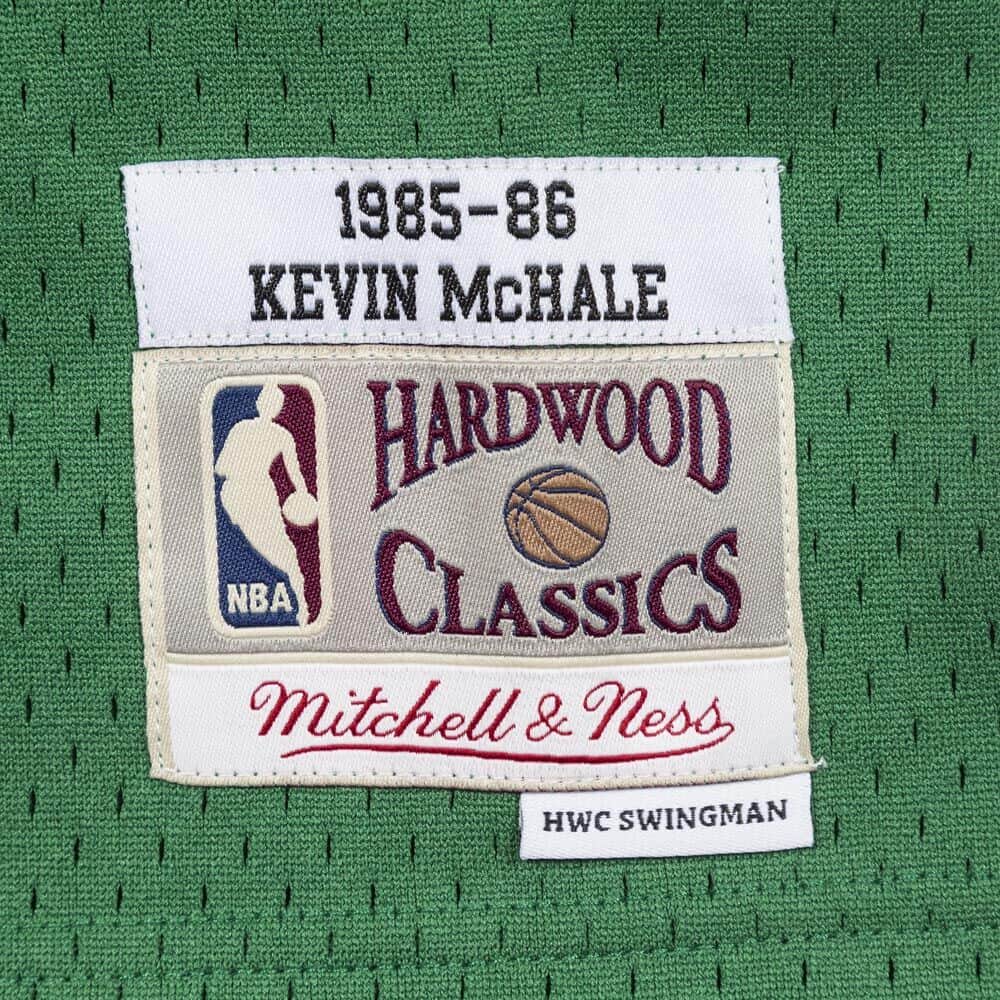 1985-86
KEVIN McHALE
HARDWOOD
CLASSICS
NBA
Mitchell & Ness
HWC SWINGMAN